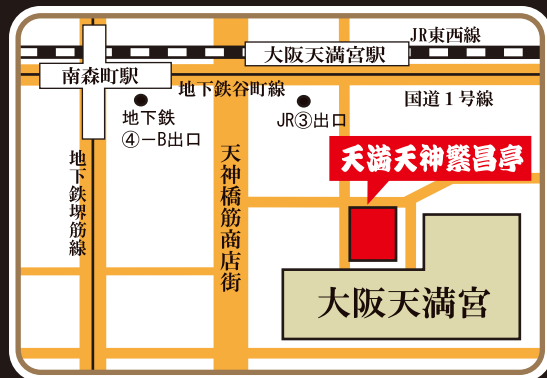 JR東西線
大阪天満宮駅
南森町駅
地下鉄谷町線
国道1号線
地下鉄
④−B出口
JR③出口
天満天神繁昌亭
地下鉄堺筋線
天神橋筋商店街
大阪天満宮